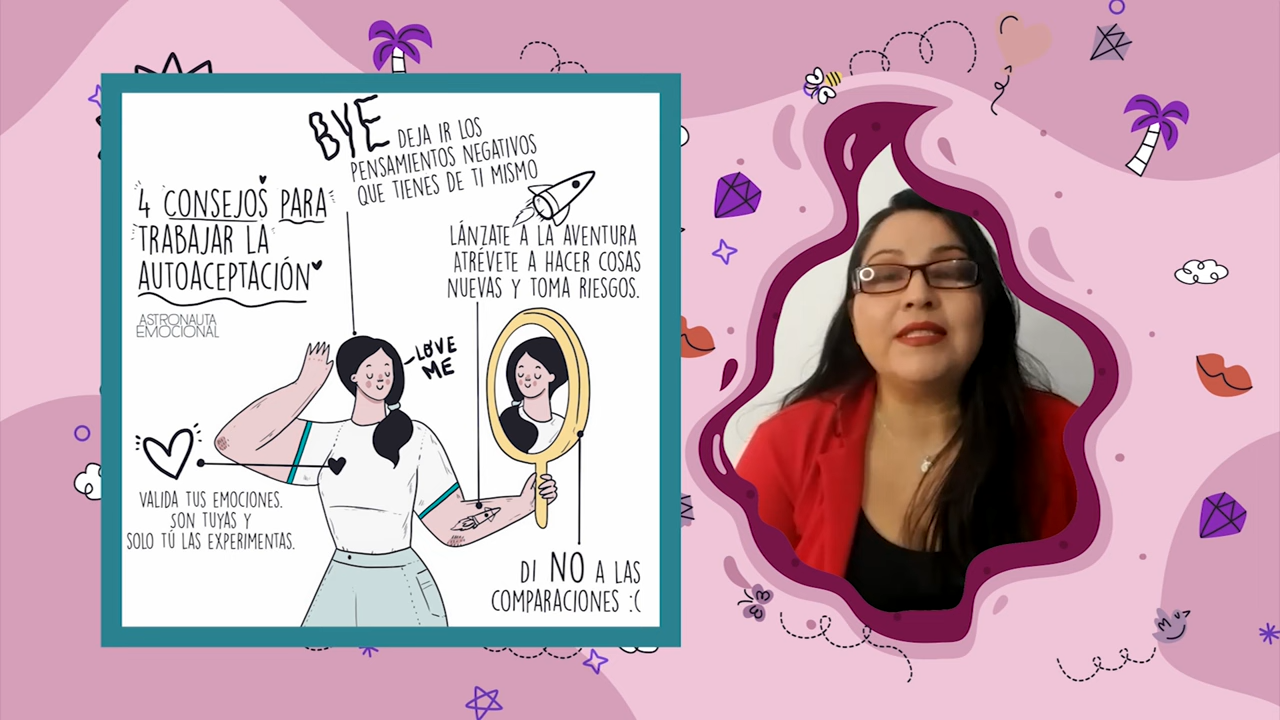 4 CONSEJOS PARA
TRABAJAR LA
AUTOACEPTACIÓN
ASTRONAUTA
EMOCIONAL
BYE DEJA IR LOS
PENSAMIENTOS NEGATIVOS
QUE TIENES DE TI MISMO
LÁNZATE A LA AVENTURA
ATRÉVETE A HACER COSAS
NUEVAS Y TOMA RIESGOS.
LOVE
ME
VALIDA TUS EMOCIONES.
SON TUYAS Y
SOLO TÚ LAS EXPERIMENTAS.
DI NO A LAS
COMPARACIONES :(